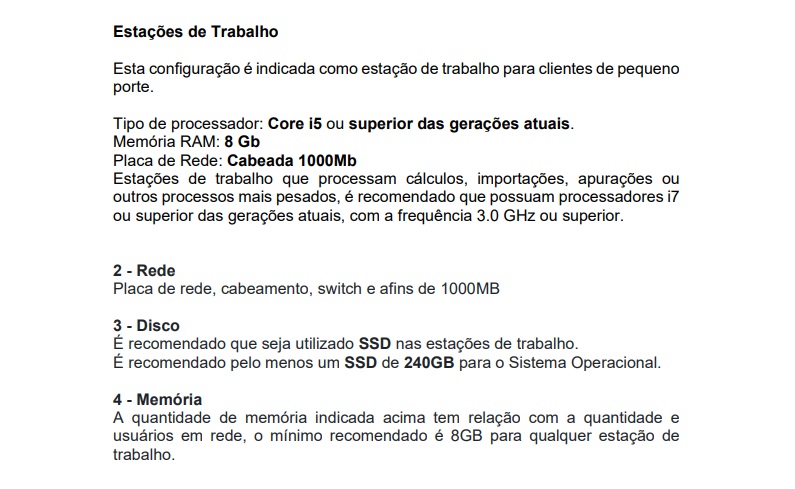 Estações de Trabalho
Esta configuração é indicada como estação de trabalho para clientes de pequeno
porte.
Tipo de processador: Core i5 ou superior das gerações atuais.
Memória RAM: 8 Gb
Placa de Rede: Cabeada 1000Mb
Estações de trabalho que processam cálculos, importações, apurações ou
outros processos mais pesados, é recomendado que possuam processadores i7
ou superior das gerações atuais, com a frequência 3.0 GHz ou superior.
2 - Rede
Placa de rede, cabeamento, switch e afins de 1000MB
3 - Disco
É recomendado que seja utilizado SSD nas estações de trabalho.
É recomendado pelo menos um SSD de 240GB para o Sistema Operacional.
4 - Memória
A quantidade de memória indicada acima tem relação com a quantidade e
usuários em rede, o mínimo recomendado é 8GB para qualquer estação de
trabalho.